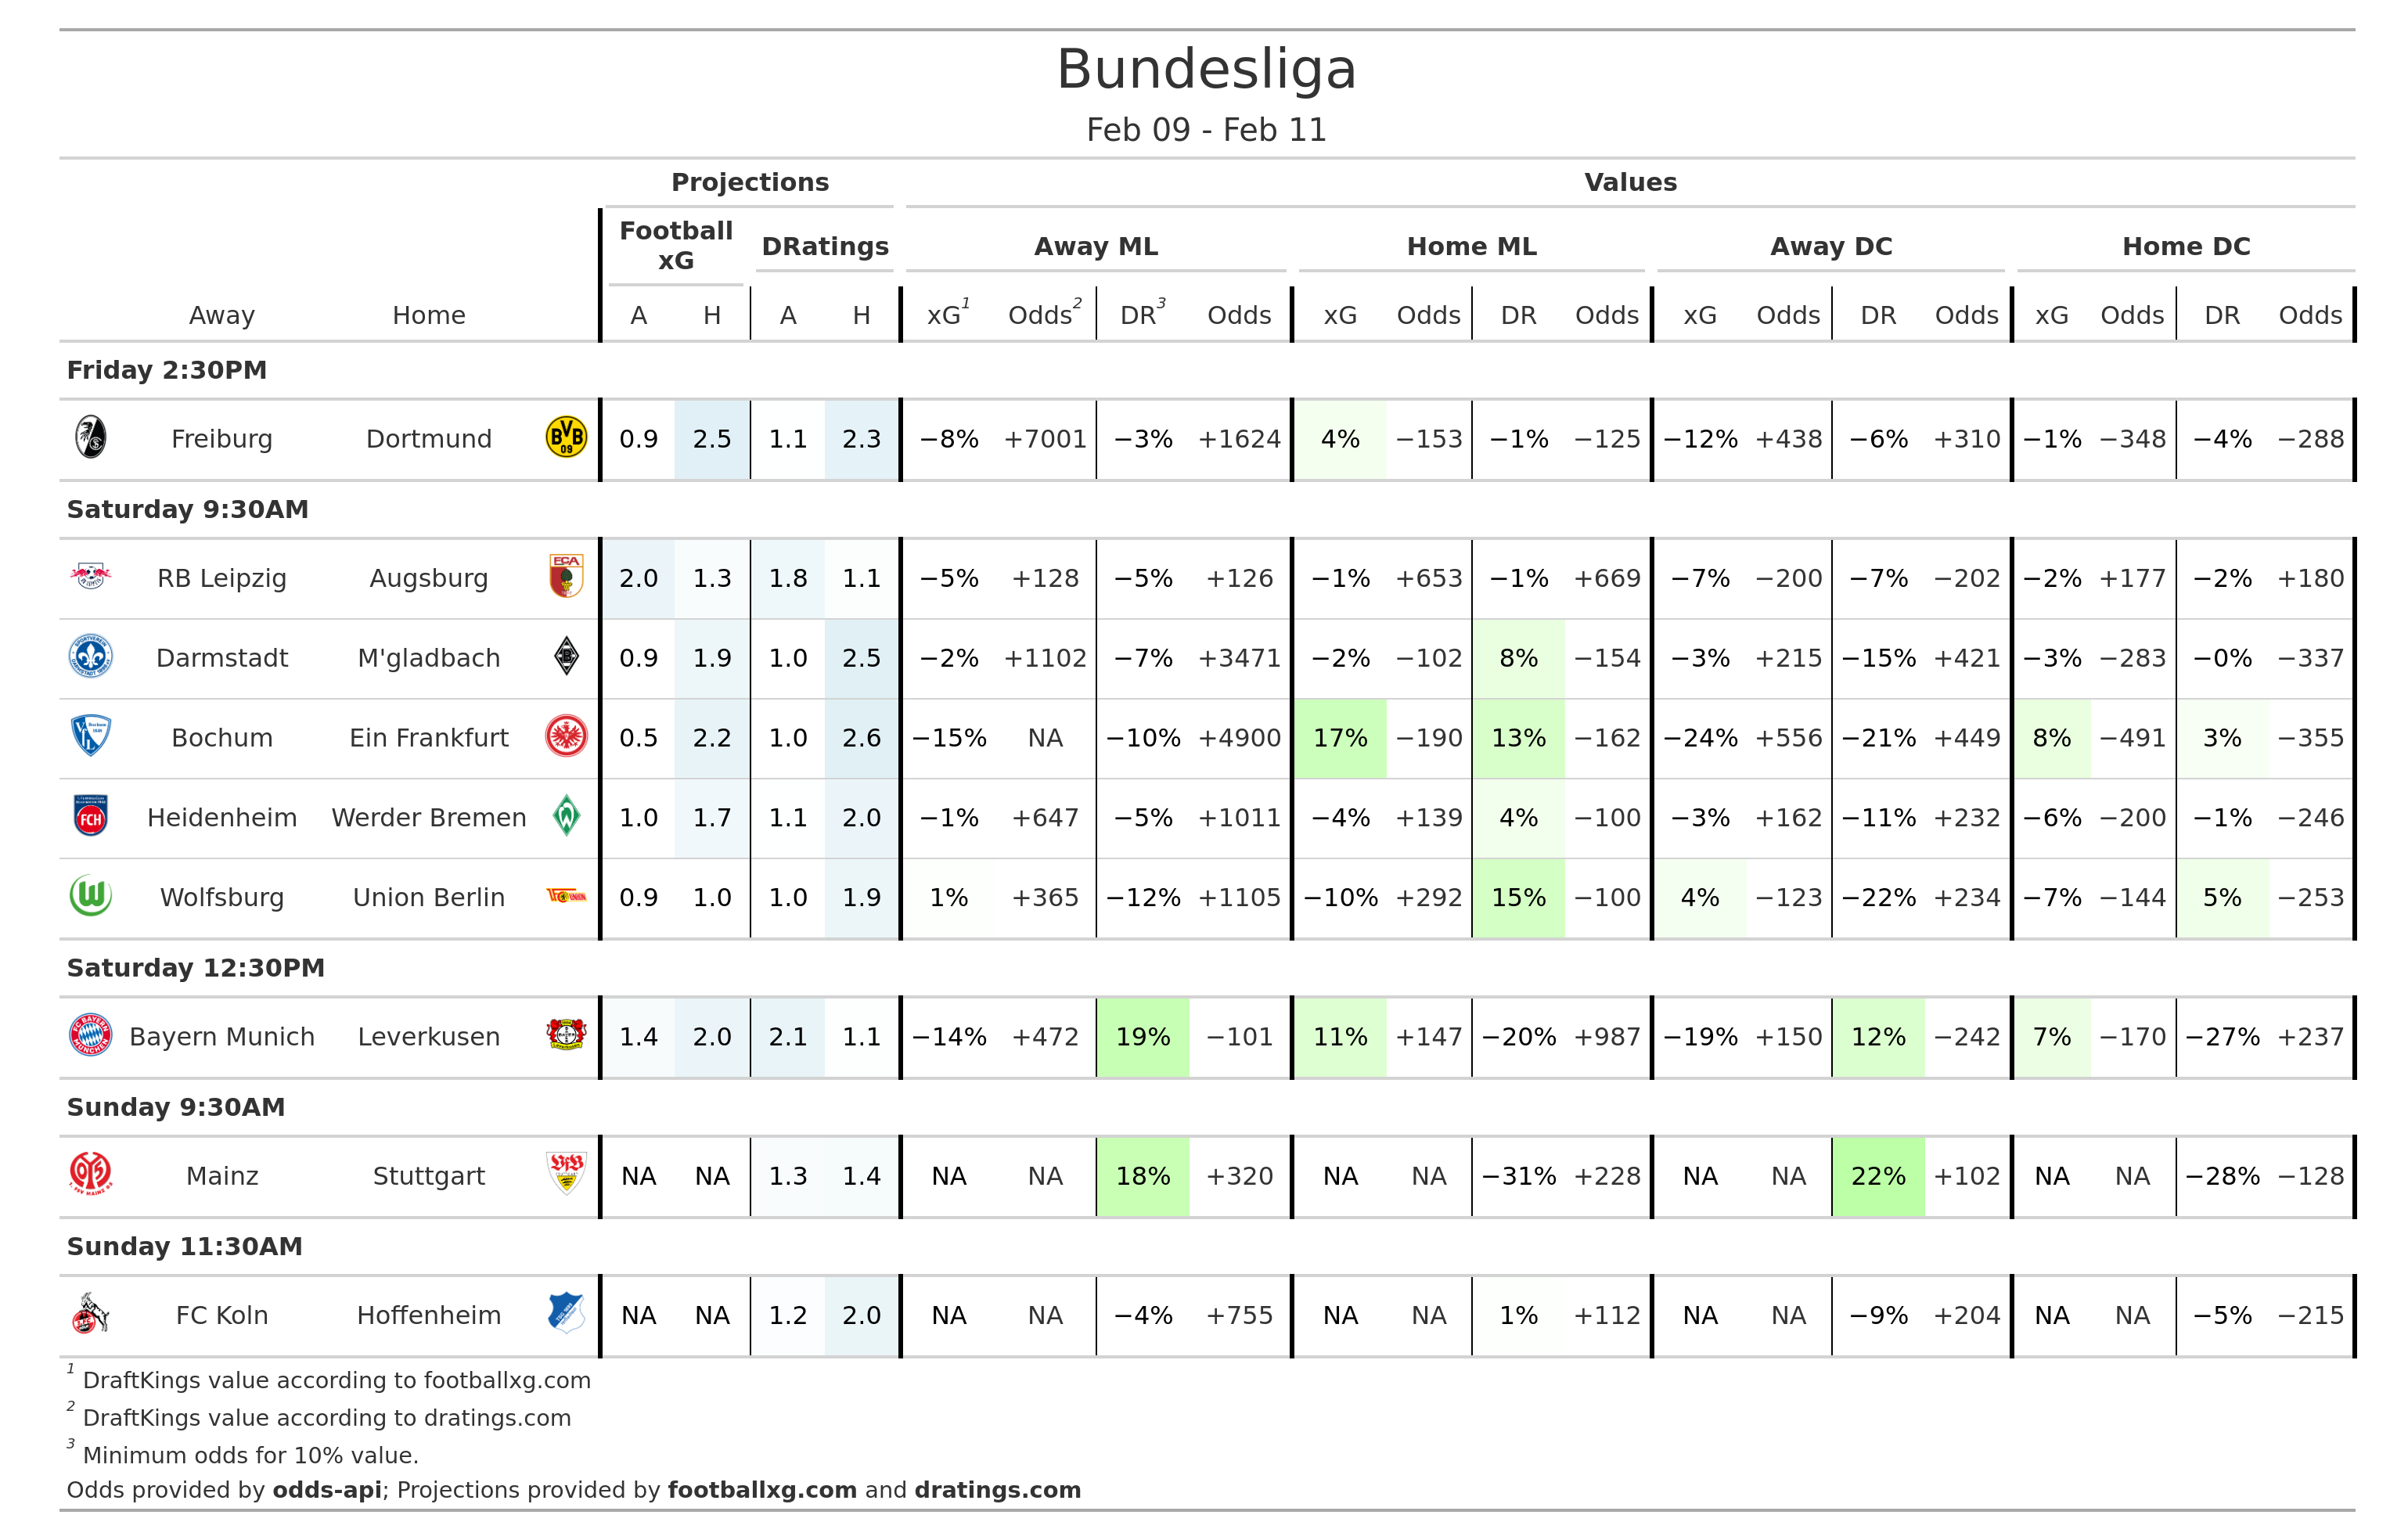 Bundesliga
Feb 09 - Feb 11
Projections Values
Football xG DRatings Away ML Home ML Away DC Home DC
Away Home A H A H xG1 Odds2 DR3 Odds xG Odds DR Odds xG Odds DR Odds xG Odds DR Odds
Friday 2:30PM
Freiburg Dortmund BVB 09 0.9 2.5 1.1 2.3 −8% +7001 −3% +1624 4% −153 −1% −125 −12% +438 −6% +310 −1% −348 −4% −288
Saturday 9:30AM
RB Leipzig Augsburg FCA 2.0 1.3 1.8 1.1 −5% +128 −5% +126 −1% +653 −1% +669 −7% −200 −7% −202 −2% +177 −2% +180
Darmstadt M'gladbach 0.9 1.9 1.0 2.5 −2% +1102 −7% +3471 −2% −102 8% −154 −3% +215 −15% +421 −3% −283 −0% −337
Bochum Ein Frankfurt 0.5 2.2 1.0 2.6 −15% NA −10% +4900 17% −190 13% −162 −24% +556 −21% +449 8% −491 3% −355
FCH Heidenheim Werder Bremen 1.0 1.7 1.1 2.0 −1% +647 −5% +1011 −4% +139 4% −100 −3% +162 −11% +232 −6% −200 −1% −246
Wolfsburg Union Berlin 0.9 1.0 1.0 1.9 1% +365 −12% +1105 −10% +292 15% −100 4% −123 −22% +234 −7% −144 5% −253
Saturday 12:30PM
Bayern Munich Leverkusen 1.4 2.0 2.1 1.1 −14% +472 19% −101 11% +147 −20% +987 −19% +150 12% −242 7% −170 −27% +237
Sunday 9:30AM
Mainz Stuttgart NA NA 1.3 1.4 NA NA 18% +320 NA NA −31% +228 NA NA 22% +102 NA NA −28% −128
Sunday 11:30AM
FC Koln Hoffenheim NA NA 1.2 2.0 NA NA −4% +755 NA NA 1% +112 NA NA −9% +204 NA NA −5% −215
1 DraftKings value according to footballxg.com
2 DraftKings value according to dratings.com
3 Minimum odds for 10% value.
Odds provided by odds-api; Projections provided by footballxg.com and dratings.com